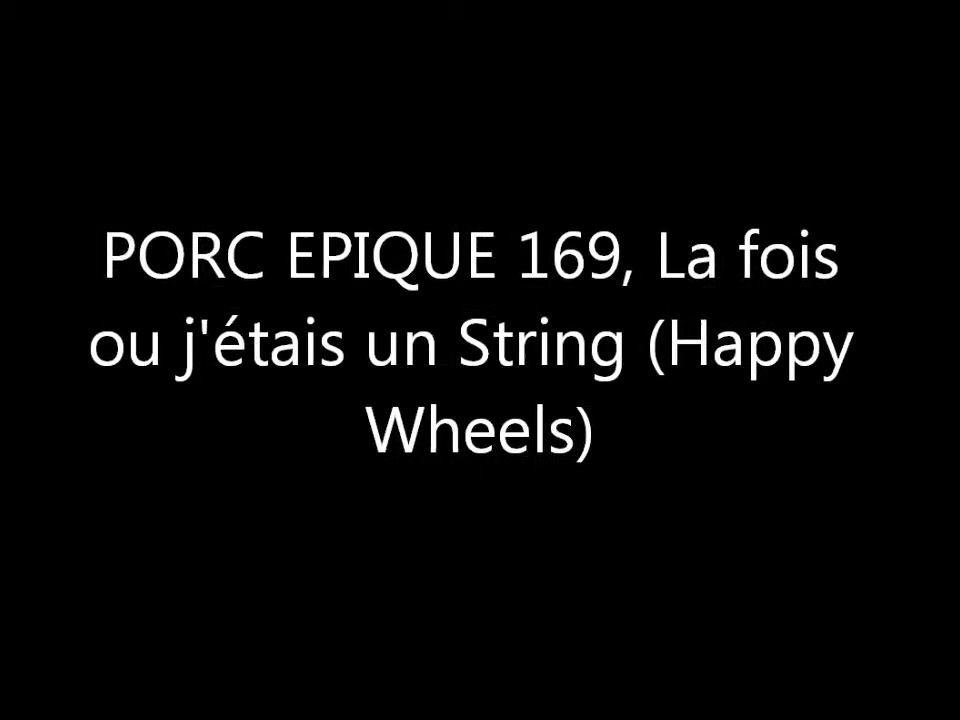 PORC EPIQUE 169, La fois
ou j'étais un String (Happy
Wheels)